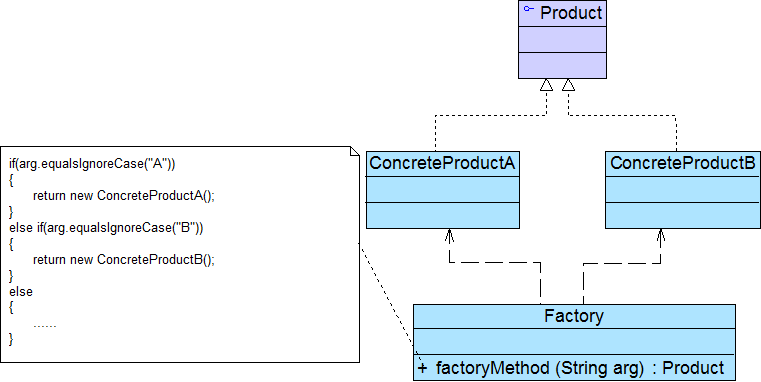 Product
ConcreteProductA
ConcreteProductB
if(arg.equalsIgnoreCase("A"))
{
return new ConcreteProductA();
}
else if(arg.equalsIgnoreCase("B"))
{
return new ConcreteProductB();
}
else
{
......
}
Factory
+ factoryMethod (String arg) : Product